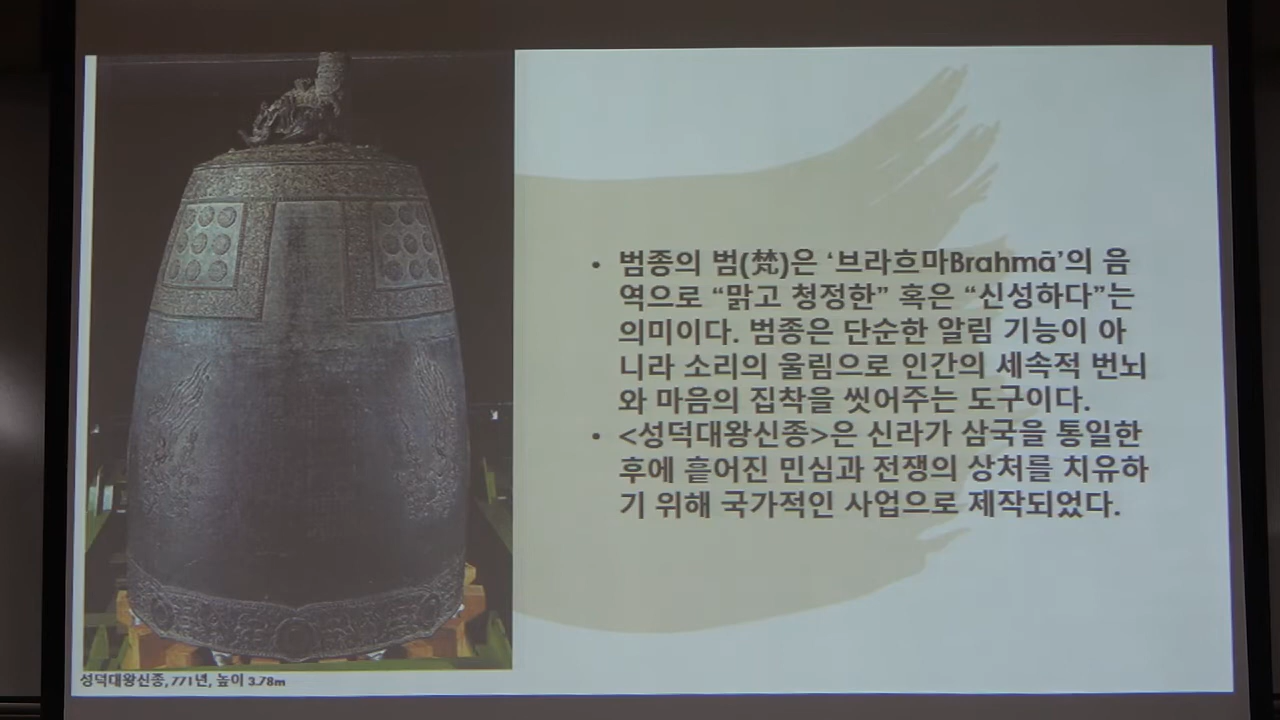 • 범종의 범(梵)은 ‘브라흐마Brahmā’의 음
역으로 “맑고 청정한” 혹은 “신성하다”는
의미이다. 범종은 단순한 알림 기능이 아
니라 소리의 울림으로 인간의 세속적 번뇌
와 마음의 집착을 씻어주는 도구이다.
• <성덕대왕신종>은 신라가 삼국을 통일한
후에 흩어진 민심과 전쟁의 상처를 치유하
기 위해 국가적인 사업으로 제작되었다.
성덕대왕신종, 771년, 높이 3.78m